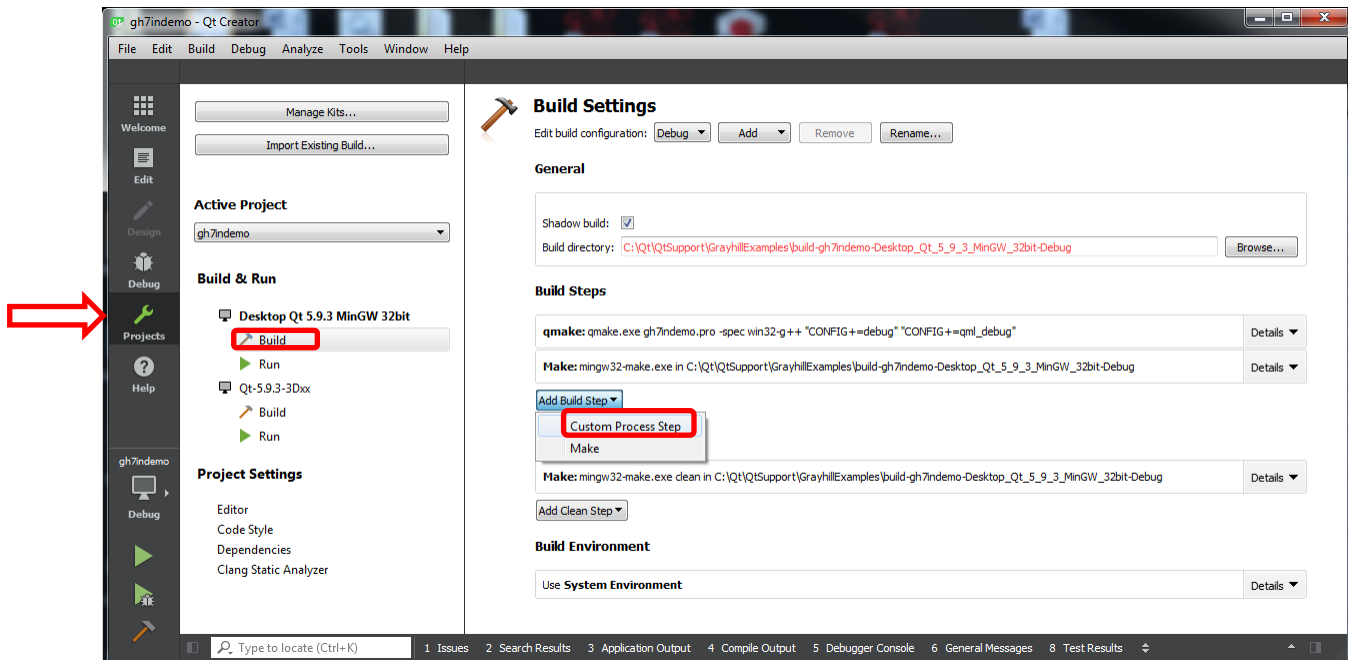 gh7indemo - Qt Creator
File Edit Build Debug Analyze Tools Window Help
Welcome
Edit
Design
Debug
Projects
Help
gh7indemo
Debug
Manage Kits...
Import Existing Build...
Active Project
gh7indemo
Build & Run
Desktop Qt 5.9.3 MinGW 32bit
Build
Run
Qt-5.9.3-3Dxx
Build
Run
Project Settings
Editor
Code Style
Dependencies
Clang Static Analyzer
Build Settings
Edit build configuration: Debug Add Remove Rename...
General
Shadow build:
Build directory: C:\Qt\QtSupport\GrayhillExamples\build-gh7indemo-Desktop_Qt_5_9_3_MinGW_32bit-Debug Browse...
Build Steps
qmake: qmake.exe gh7indemo.pro -spec win32-g++ "CONFIG+=debug" "CONFIG+=qml_debug" Details
Make: mingw32-make.exe in C:\Qt\QtSupport\GrayhillExamples\build-gh7indemo-Desktop_Qt_5_9_3_MinGW_32bit-Debug Details
Add Build Step
Custom Process Step
Make
Make: mingw32-make.exe clean in C:\Qt\QtSupport\GrayhillExamples\build-gh7indemo-Desktop_Qt_5_9_3_MinGW_32bit-Debug Details
Add Clean Step
Build Environment
Use System Environment Details
Type to locate (Ctrl+K) 1 Issues 2 Search Results 3 Application Output 4 Compile Output 5 Debugger Console 6 General Messages 8 Test Results